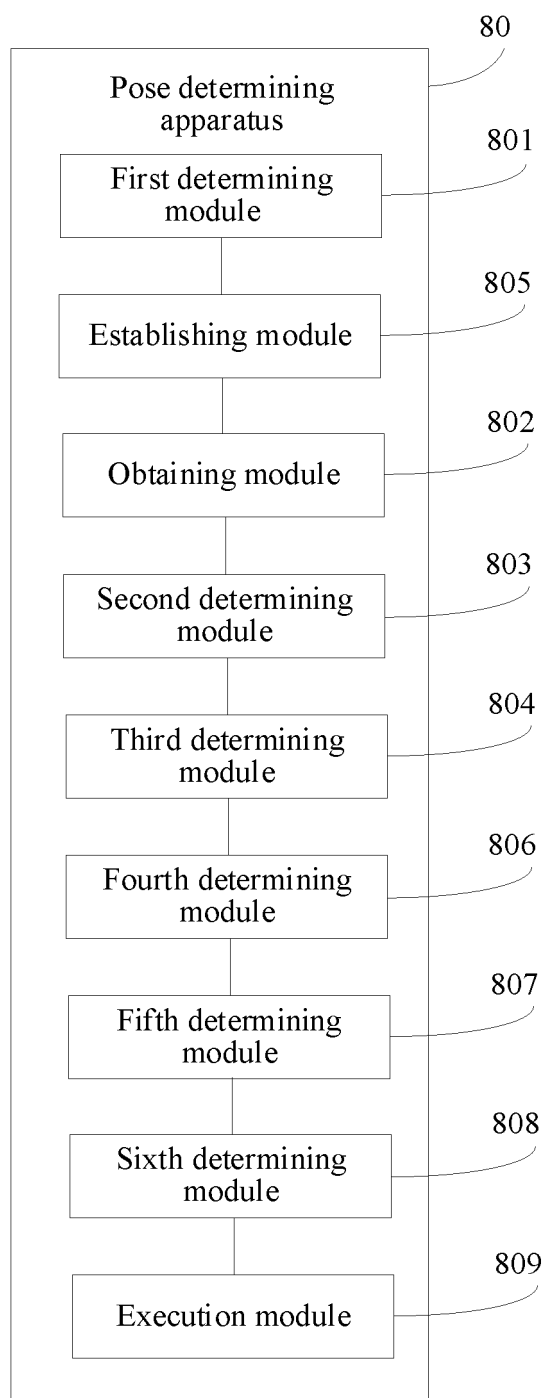 80
Pose determining
apparatus
801
First determining
module
805
Establishing module
802
Obtaining module
803
Second determining
module
804
Third determining
module
806
Fourth determining
module
807
Fifth determining
module
808
Sixth determining
module
809
Execution module